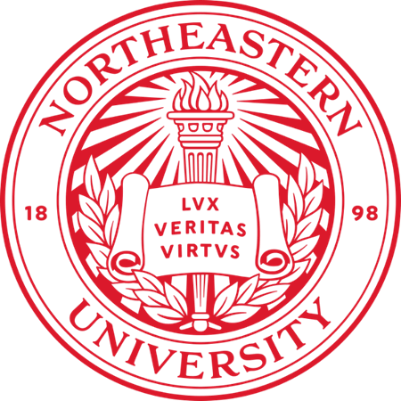 NORTHEASTERN
18 98
LVX
VERITAS
VIRTVS
UNIVERSITY